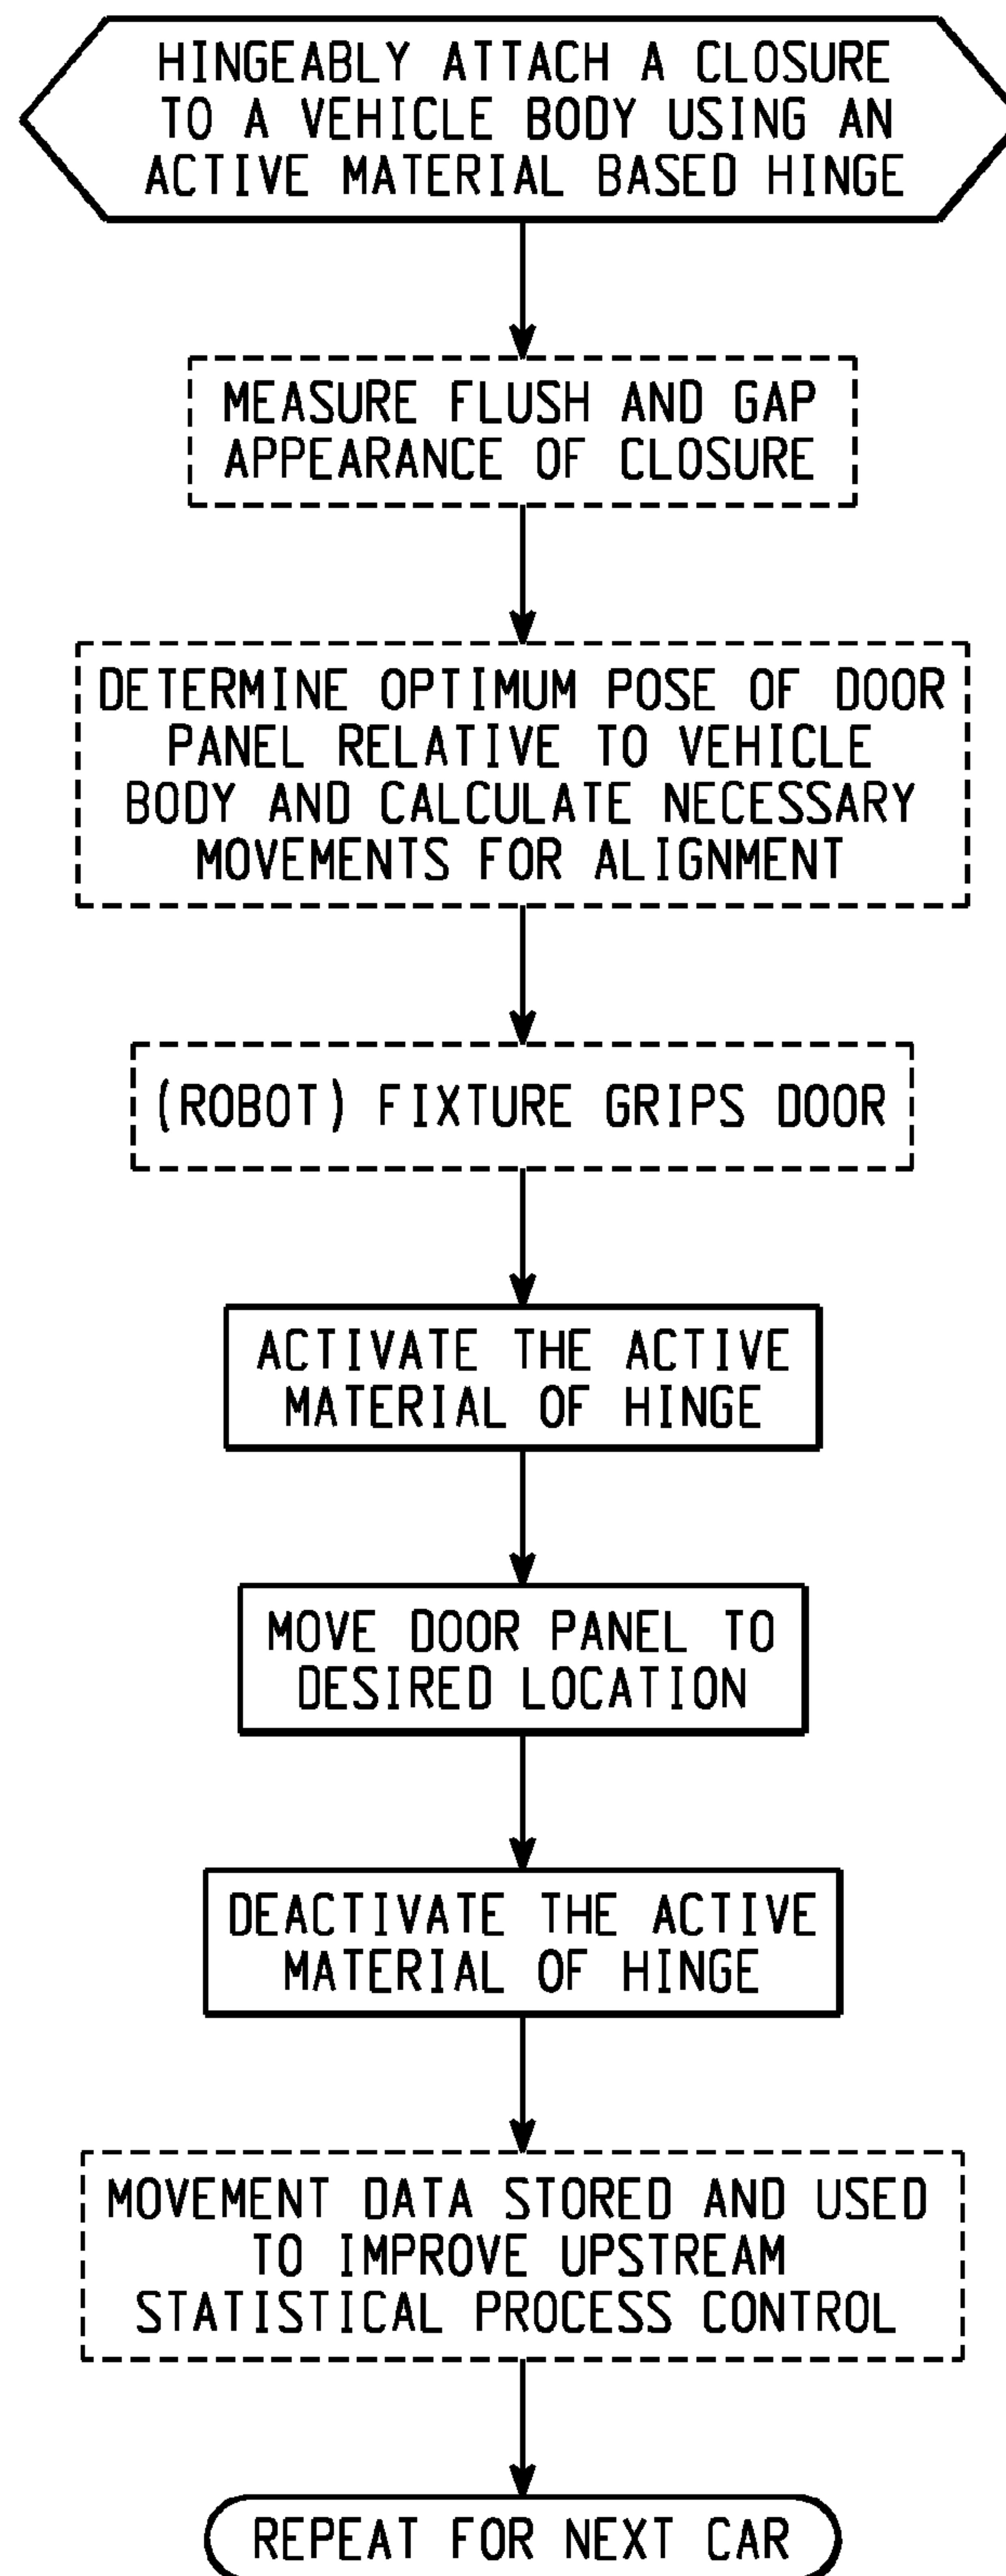 HINGEABLY ATTACH A CLOSURE
TO A VEHICLE BODY USING AN
ACTIVE MATERIAL BASED HINGE
MEASURE FLUSH AND GAP
APPEARANCE OF CLOSURE
DETERMINE OPTIMUM POSE OF DOOR
PANEL RELATIVE TO VEHICLE
BODY AND CALCULATE NECESSARY
MOVEMENTS FOR ALIGNMENT
(ROBOT) FIXTURE GRIPS DOOR
ACTIVATE THE ACTIVE
MATERIAL OF HINGE
MOVE DOOR PANEL TO
DESIRED LOCATION
DEACTIVATE THE ACTIVE
MATERIAL OF HINGE
MOVEMENT DATA STORED AND USED
TO IMPROVE UPSTREAM
STATISTICAL PROCESS CONTROL
REPEAT FOR NEXT CAR